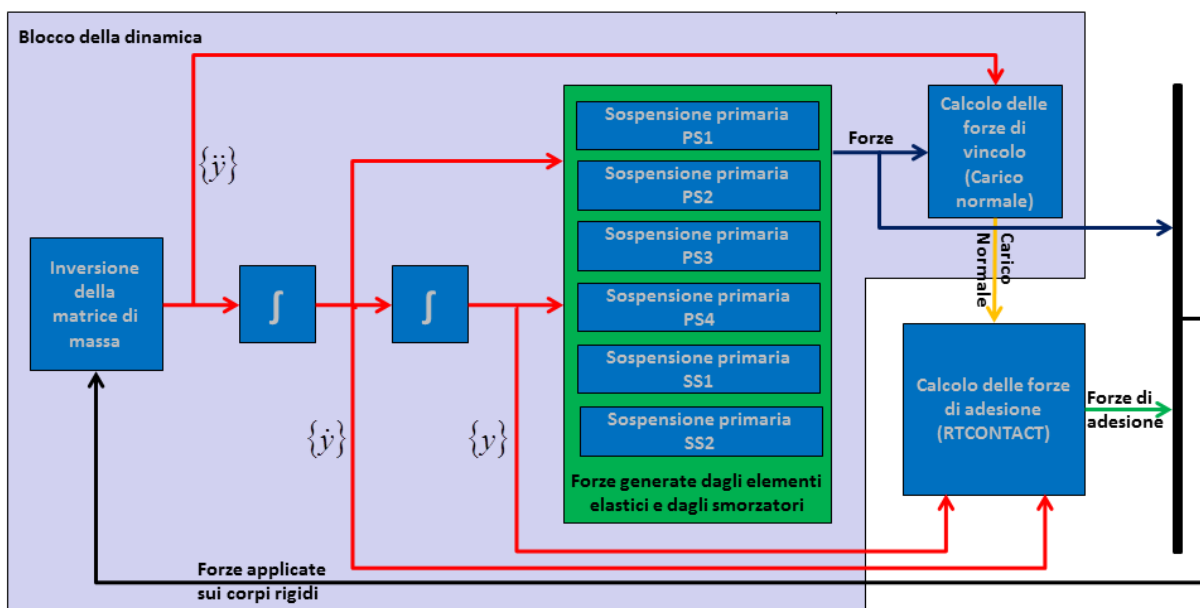 Blocco della dinamica
{ÿ}
Inversione
della
matrice di
massa
∫
∫
{ẏ}
{y}
Sospensione primaria
PS1
Sospensione primaria
PS2
Sospensione primaria
PS3
Sospensione primaria
PS4
Sospensione primaria
SS1
Sospensione primaria
SS2
Forze generate dagli elementi
elastici e dagli smorzatori
Forze
Calcolo delle
forze di
vincolo
(Carico
normale)
Carico
Normale
Calcolo delle forze
di adesione
(RTCONTACT)
Forze di
adesione
Forze applicate
sui corpi rigidi